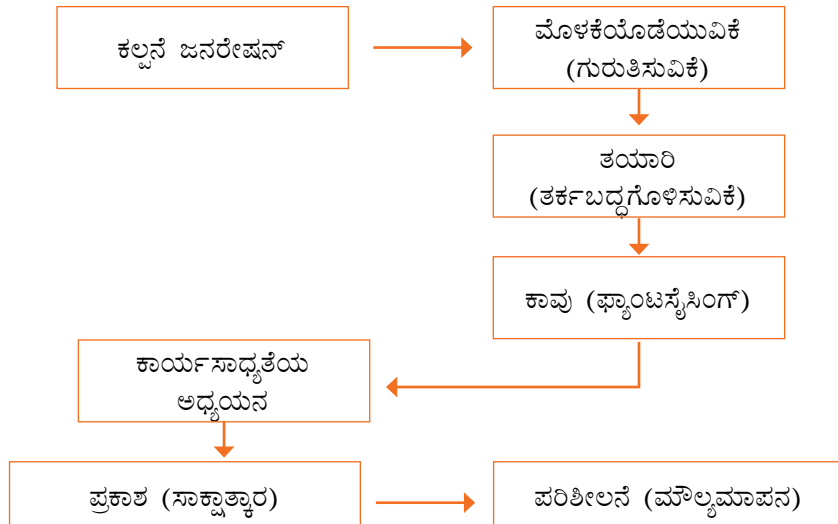 ಕಲ್ಪನೆ ಜನರೇಷನ್
ಮೊಳಕೆಯೊಡೆಯುವಿಕೆ
(ಗುರುತಿಸುವಿಕೆ)
ತಯಾರಿ
(ತರ್ಕಬದ್ಧಗೊಳಿಸುವಿಕೆ)
ಕಾವು (ಫ್ಯಾಂಟಸೈಸಿಂಗ್)
ಕಾರ್ಯಸಾಧ್ಯತೆಯ
ಅಧ್ಯಯನ
ಪ್ರಕಾಶ (ಸಾಕ್ಷಾತ್ಕಾರ)
ಪರಿಶೀಲನೆ (ಮೌಲ್ಯಮಾಪನ)